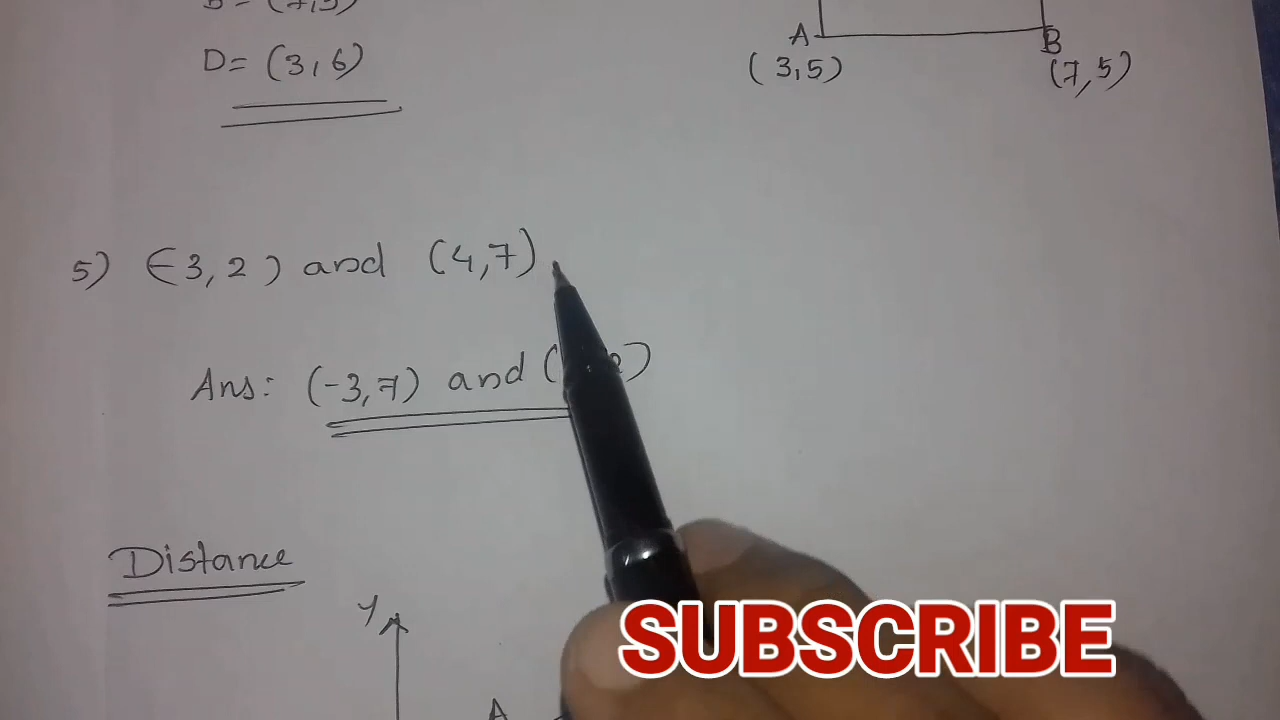 D= (3,6)
A
B
(3,5)
(7,5)
5) (-3,2) and (4,7)
Ans: (-3,7) and (
Distance
Y
A
SUBSCRIBE